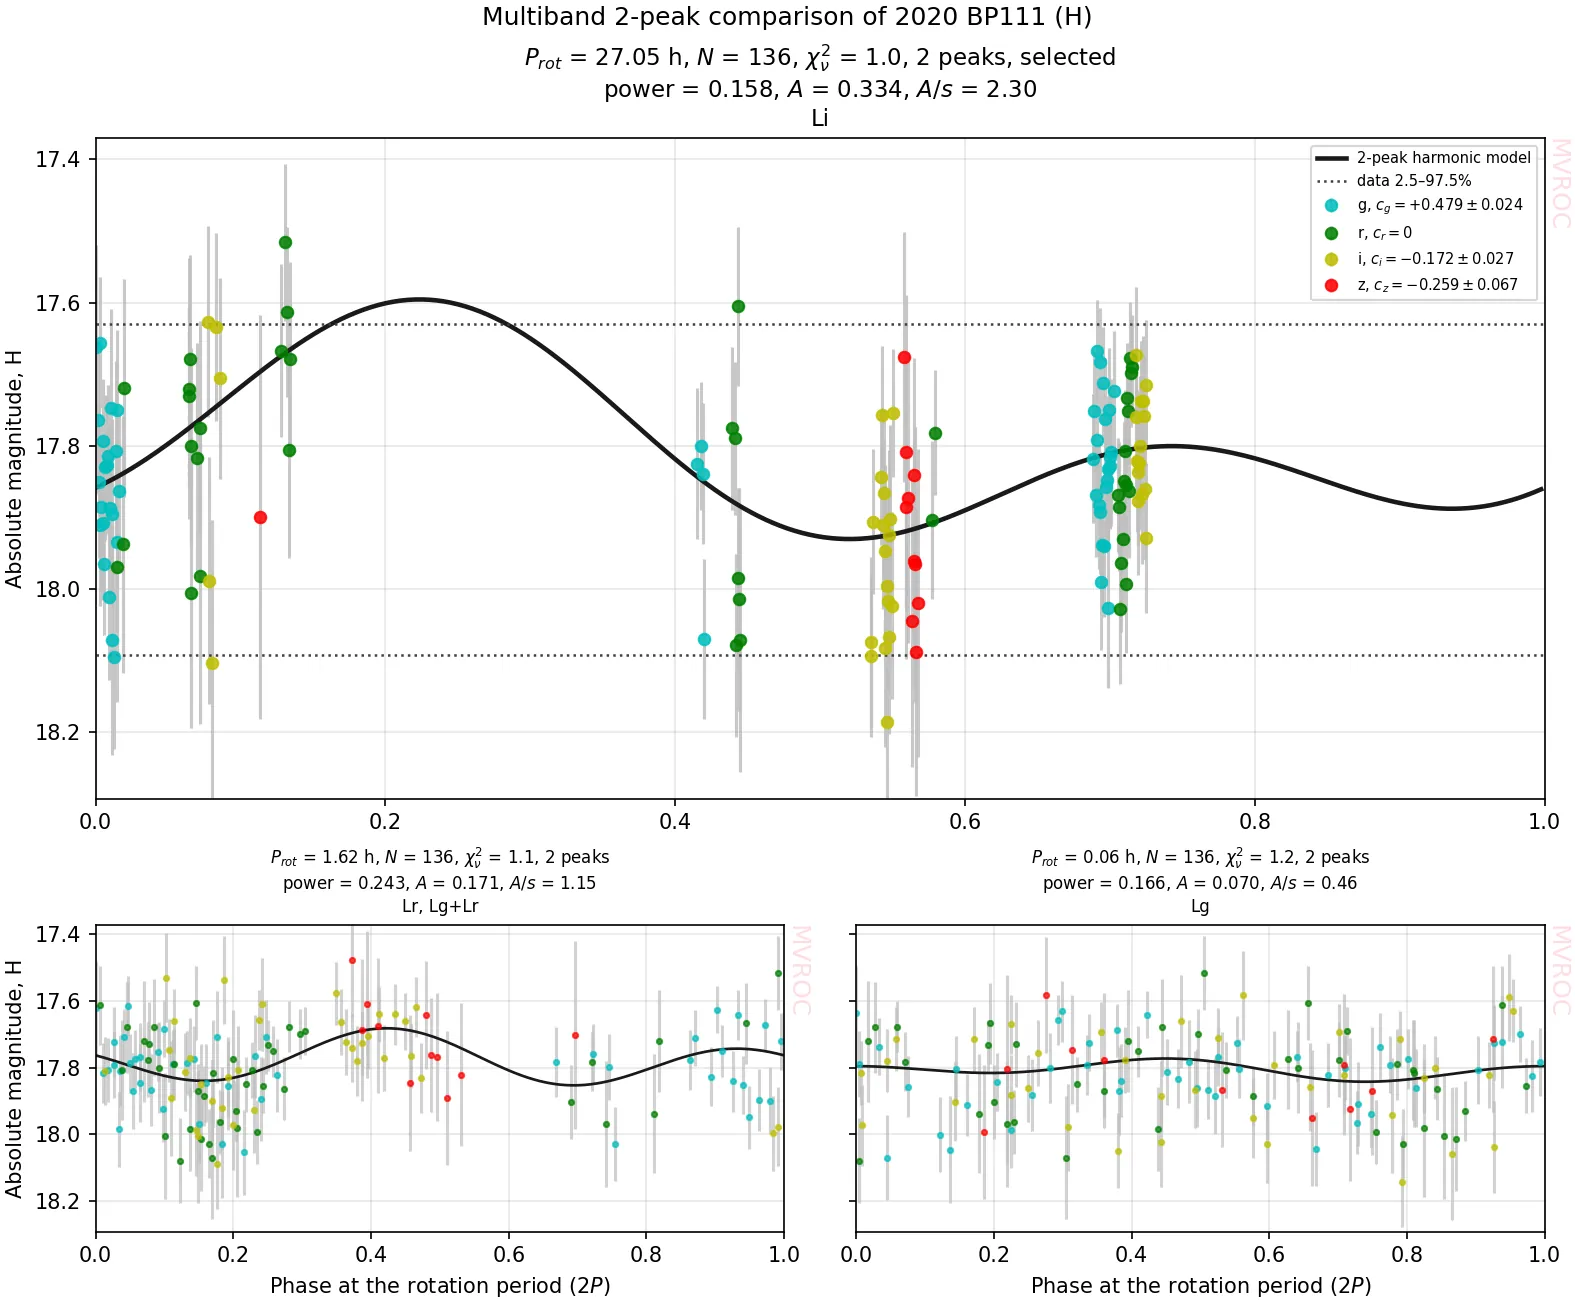 Multiband 2-peak comparison of 2020 BP111 (H)
P_rot = 27.05 h, N = 136, χ²_ν = 1.0, 2 peaks, selected
power = 0.158, A = 0.334, A/s = 2.30
Li
17.4
17.6
17.8
18.0
18.2
Absolute magnitude, H
2-peak harmonic model
data 2.5–97.5%
g, c_g = +0.479 ± 0.024
r, c_r = 0
i, c_i = −0.172 ± 0.027
z, c_z = −0.259 ± 0.067
MVROC
0.0 0.2 0.4 0.6 0.8 1.0
P_rot = 1.62 h, N = 136, χ²_ν = 1.1, 2 peaks
power = 0.243, A = 0.171, A/s = 1.15
Lr, Lg+Lr
17.4
17.6
17.8
18.0
18.2
Absolute magnitude, H
MVROC
0.0 0.2 0.4 0.6 0.8 1.0
Phase at the rotation period (2P)
P_rot = 0.06 h, N = 136, χ²_ν = 1.2, 2 peaks
power = 0.166, A = 0.070, A/s = 0.46
Lg
MVROC
0.0 0.2 0.4 0.6 0.8 1.0
Phase at the rotation period (2P)